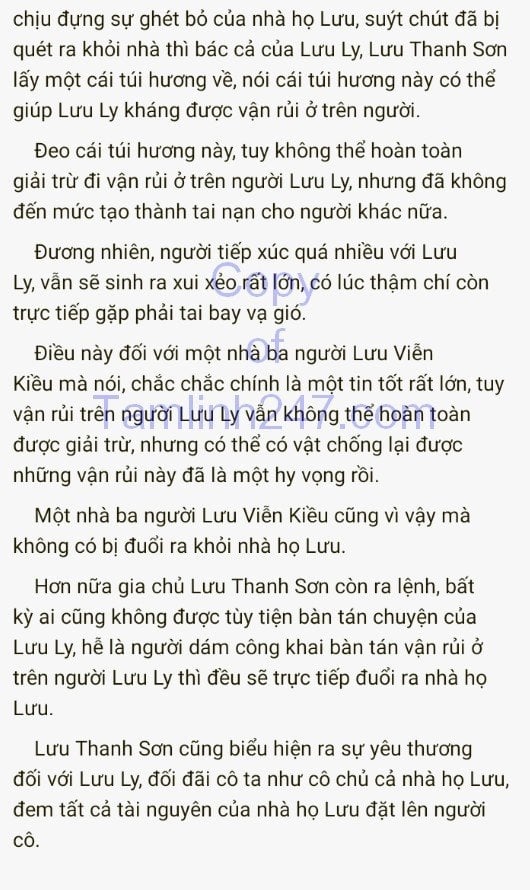 chịu đựng sự ghét bỏ của nhà họ Lưu, suýt chút đã bị
quét ra khỏi nhà thì bác cả của Lưu Ly, Lưu Thanh Sơn
lấy một cái túi hương về, nói cái túi hương này có thể
giúp Lưu Ly kháng được vận rủi ở trên người.
Đeo cái túi hương này, tuy không thể hoàn toàn
giải trừ đi vận rủi ở trên người Lưu Ly, nhưng đã không
đến mức tạo thành tai nạn cho người khác nữa.
Đương nhiên, người tiếp xúc quá nhiều với Lưu
Ly, vẫn sẽ sinh ra xui xẻo rất lớn, có lúc thậm chí còn
trực tiếp gặp phải tai bay vạ gió.
Copy
of
Tamlinh247.com
Điều này đối với một nhà ba người Lưu Viễn
Kiều mà nói, chắc chắc chính là một tin tốt rất lớn, tuy
vận rủi trên người Lưu Ly vẫn không thể hoàn toàn
được giải trừ, nhưng có thể có vật chống lại được
những vận rủi này đã là một hy vọng rồi.
Một nhà ba người Lưu Viễn Kiều cũng vì vậy mà
không có bị đuổi ra khỏi nhà họ Lưu.
Hơn nữa gia chủ Lưu Thanh Sơn còn ra lệnh, bất
kỳ ai cũng không được tùy tiện bàn tán chuyện của
Lưu Ly, hễ là người dám công khai bàn tán vận rủi ở
trên người Lưu Ly thì đều sẽ trực tiếp đuổi ra nhà họ
Lưu.
Lưu Thanh Sơn cũng biểu hiện ra sự yêu thương
đối với Lưu Ly, đối đãi cô ta như cô chủ cả nhà họ Lưu,
đem tất cả tài nguyên của nhà họ Lưu đặt lên người
cô.